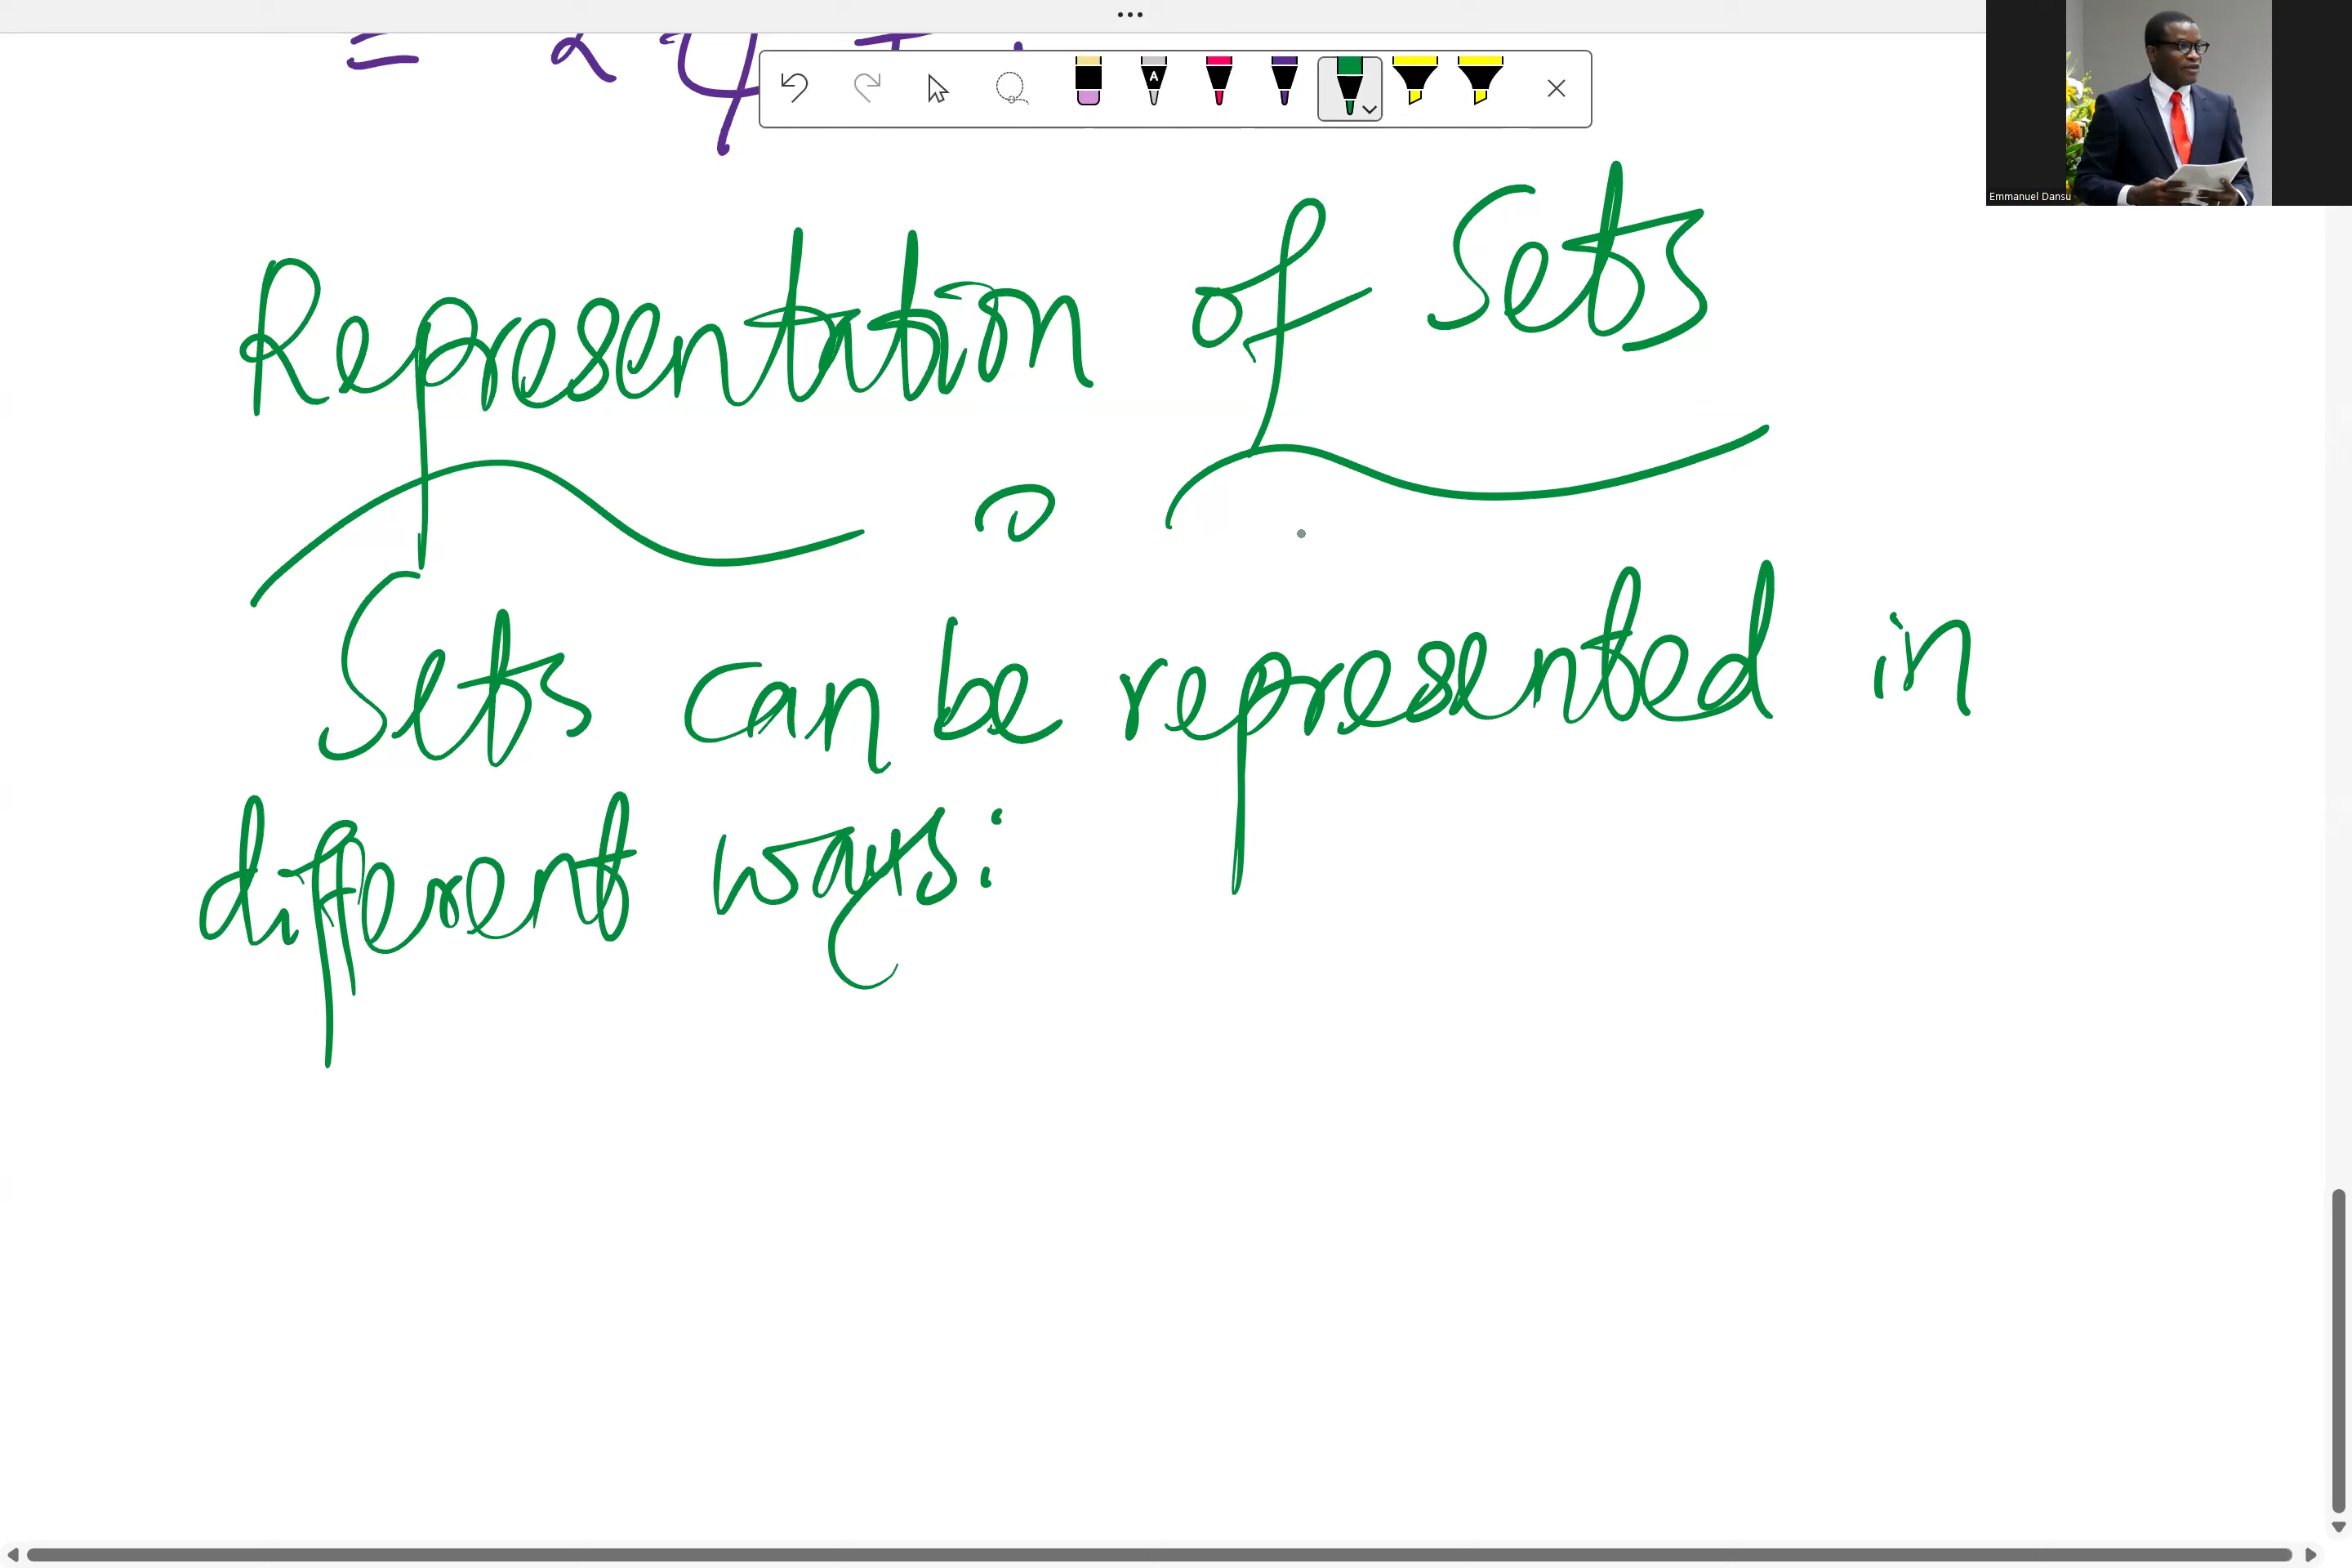 Emmanuel Dansu
Representation of Sets
Sets can be represented in
different ways: